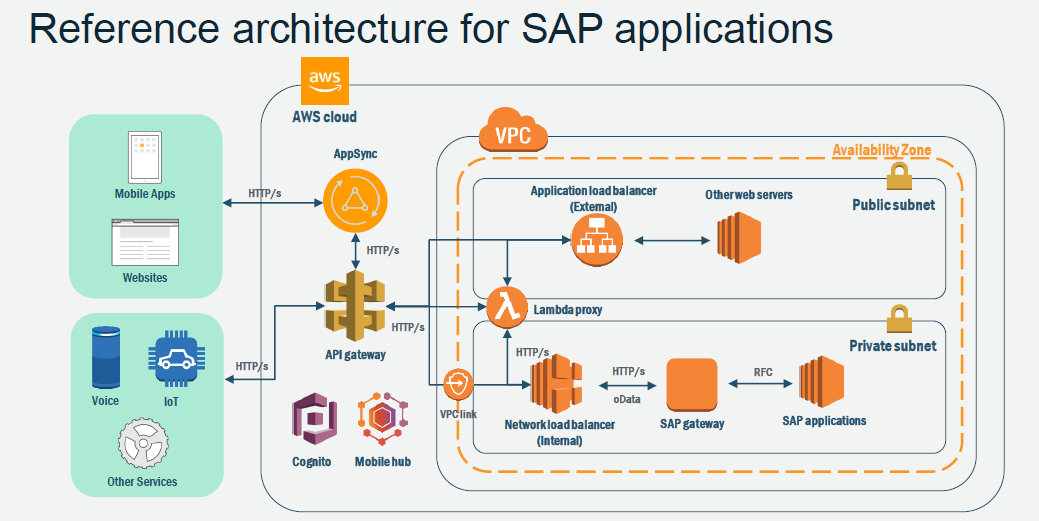 Reference architecture for SAP applications
aws
AWS cloud
VPC
Availability Zone
AppSync
Mobile Apps
HTTP/s
Websites
HTTP/s
Application load balancer
(External)
Other web servers
Public subnet
API gateway
HTTP/s
Lambda proxy
Voice
IoT
HTTP/s
Other Services
Cognito
Mobile hub
VPC link
Private subnet
HTTP/s
Network load balancer
(Internal)
HTTP/s
oData
SAP gateway
RFC
SAP applications